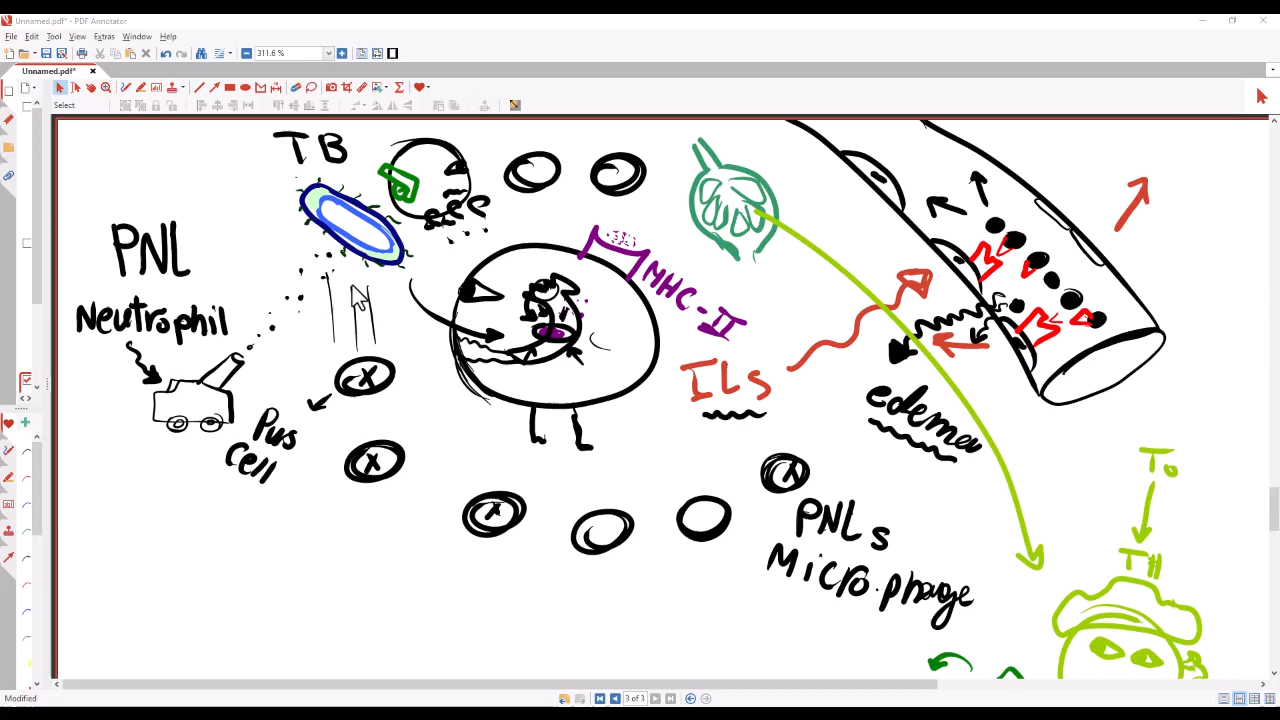 Unnamed.pdf* - PDF Annotator
File Edit Tool View Extras Window Help
311.6 %
Unnamed.pdf*
Select
TB
PNL
Neutrophil
Pus
Cell
MHC-II
ILs
edema
PNLs
Micro.phage
To
TH
Modified
3 of 3